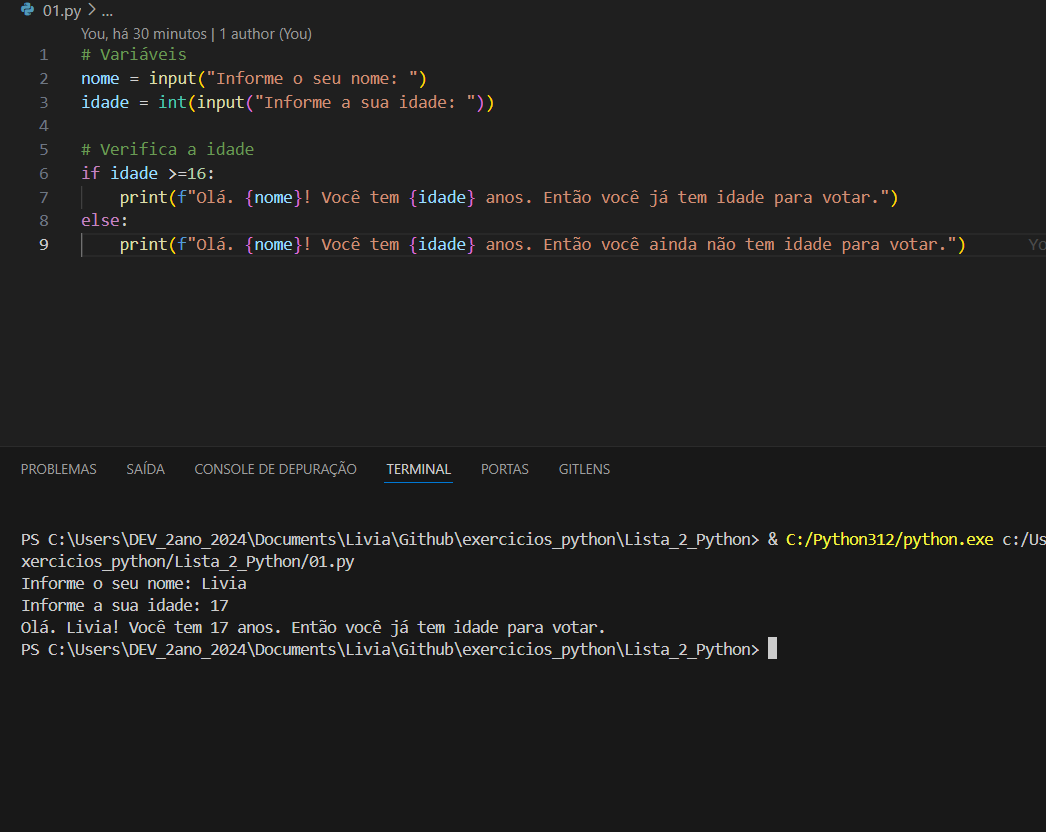 01.py > ...
You, há 30 minutos | 1 author (You)
1 # Variáveis
2 nome = input("Informe o seu nome: ")
3 idade = int(input("Informe a sua idade: "))
4
5 # Verifica a idade
6 if idade >=16:
7     print(f"Olá. {nome}! Você tem {idade} anos. Então você já tem idade para votar.")
8 else:
9     print(f"Olá. {nome}! Você tem {idade} anos. Então você ainda não tem idade para votar.") Yo
PROBLEMAS SAÍDA CONSOLE DE DEPURAÇÃO TERMINAL PORTAS GITLENS
PS C:\Users\DEV_2ano_2024\Documents\Livia\Github\exercicios_python\Lista_2_Python> & C:/Python312/python.exe c:/Us
xercicios_python/Lista_2_Python/01.py
Informe o seu nome: Livia
Informe a sua idade: 17
Olá. Livia! Você tem 17 anos. Então você já tem idade para votar.
PS C:\Users\DEV_2ano_2024\Documents\Livia\Github\exercicios_python\Lista_2_Python>